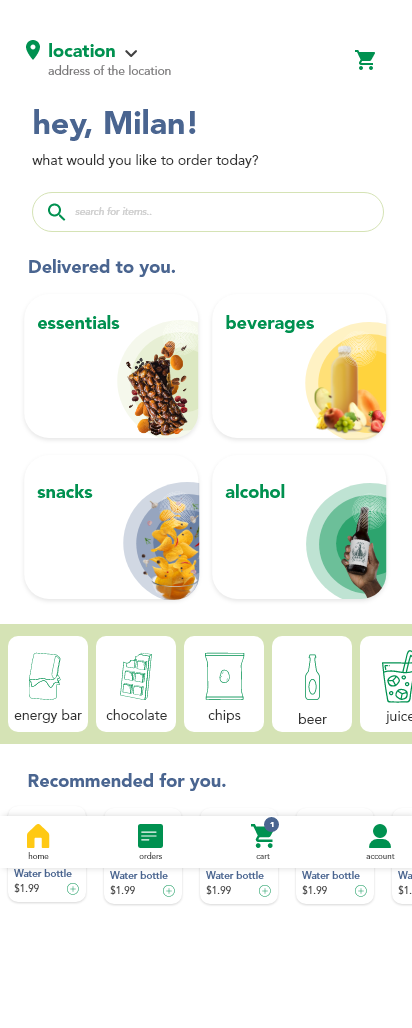 location
address of the location
hey, Milan!
what would you like to order today?
search for items..
Delivered to you.
essentials
beverages
snacks
alcohol
energy bar
chocolate
chips
beer
juice
Recommended for you.
1
home
orders
cart
account
Water bottle
Water bottle
Water bottle
Water bottle
Wat
$1.99
$1.99
$1.99
$1.99
$1.